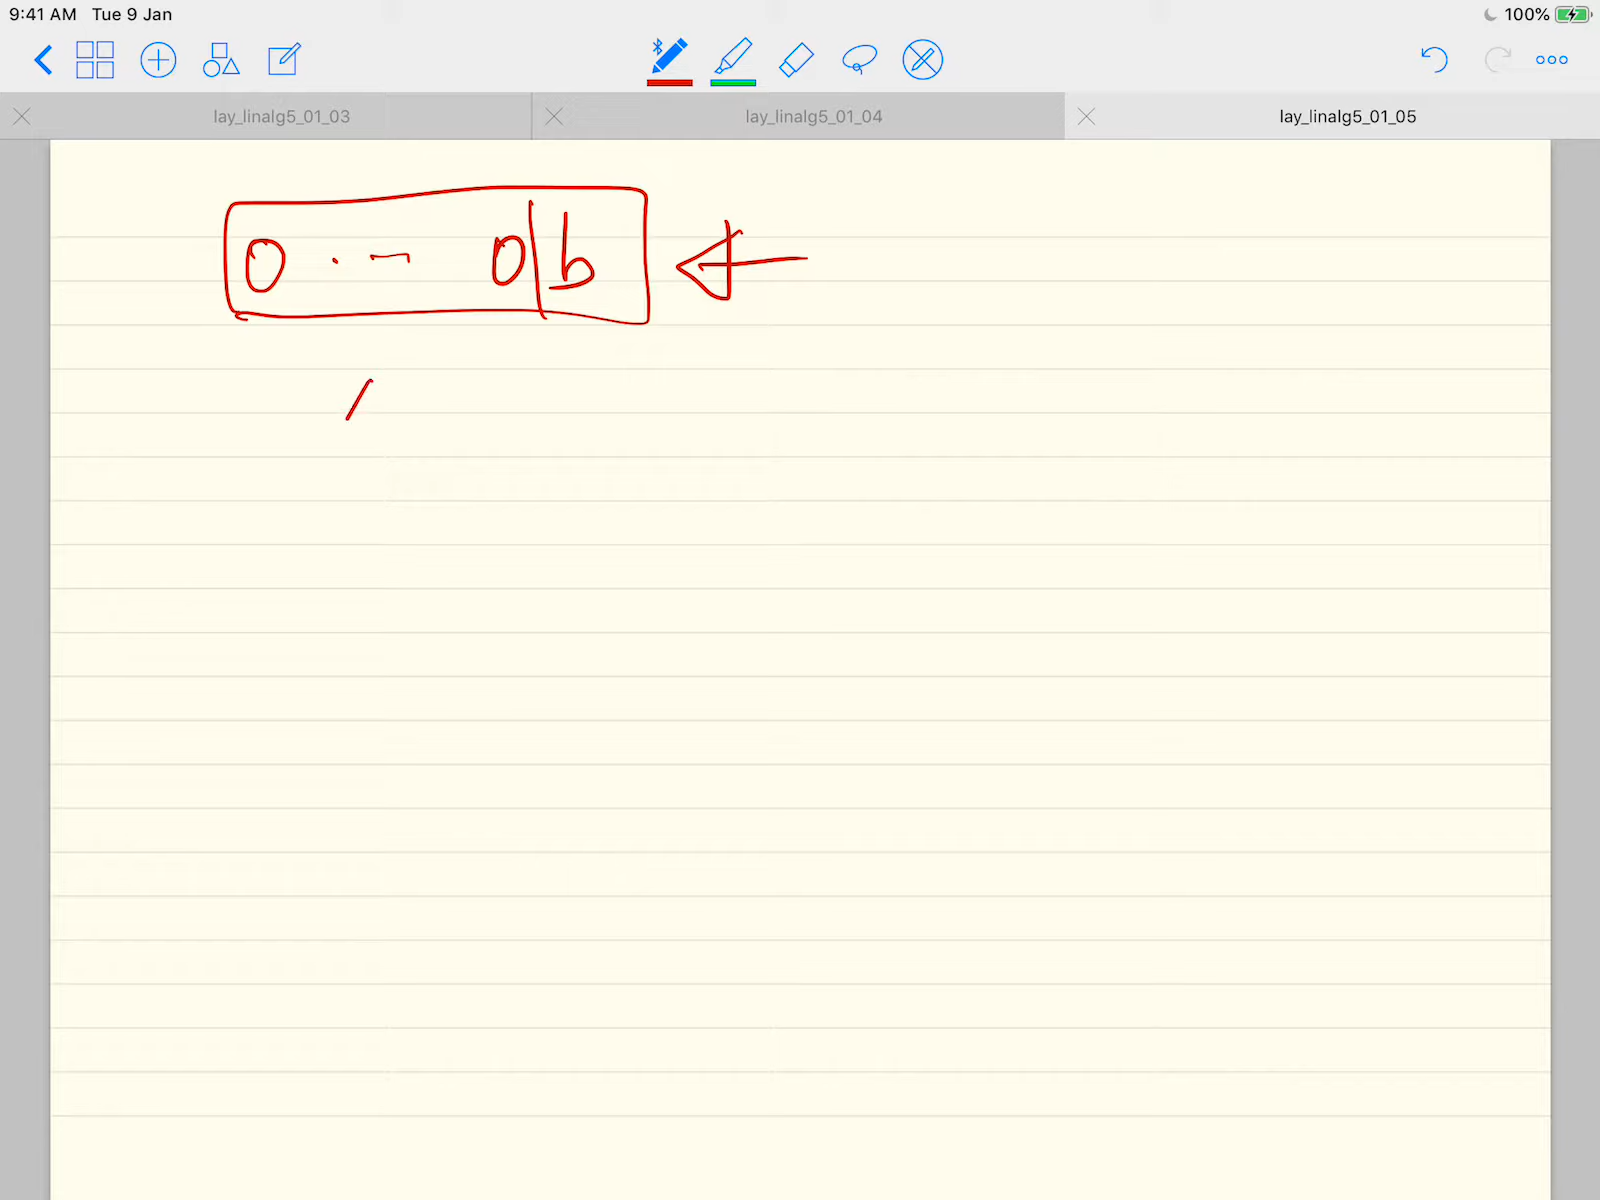 9:41 AM Tue 9 Jan 100%
lay_linalg5_01_03 lay_linalg5_01_04 lay_linalg5_01_05
0 · -- 0 | b
/